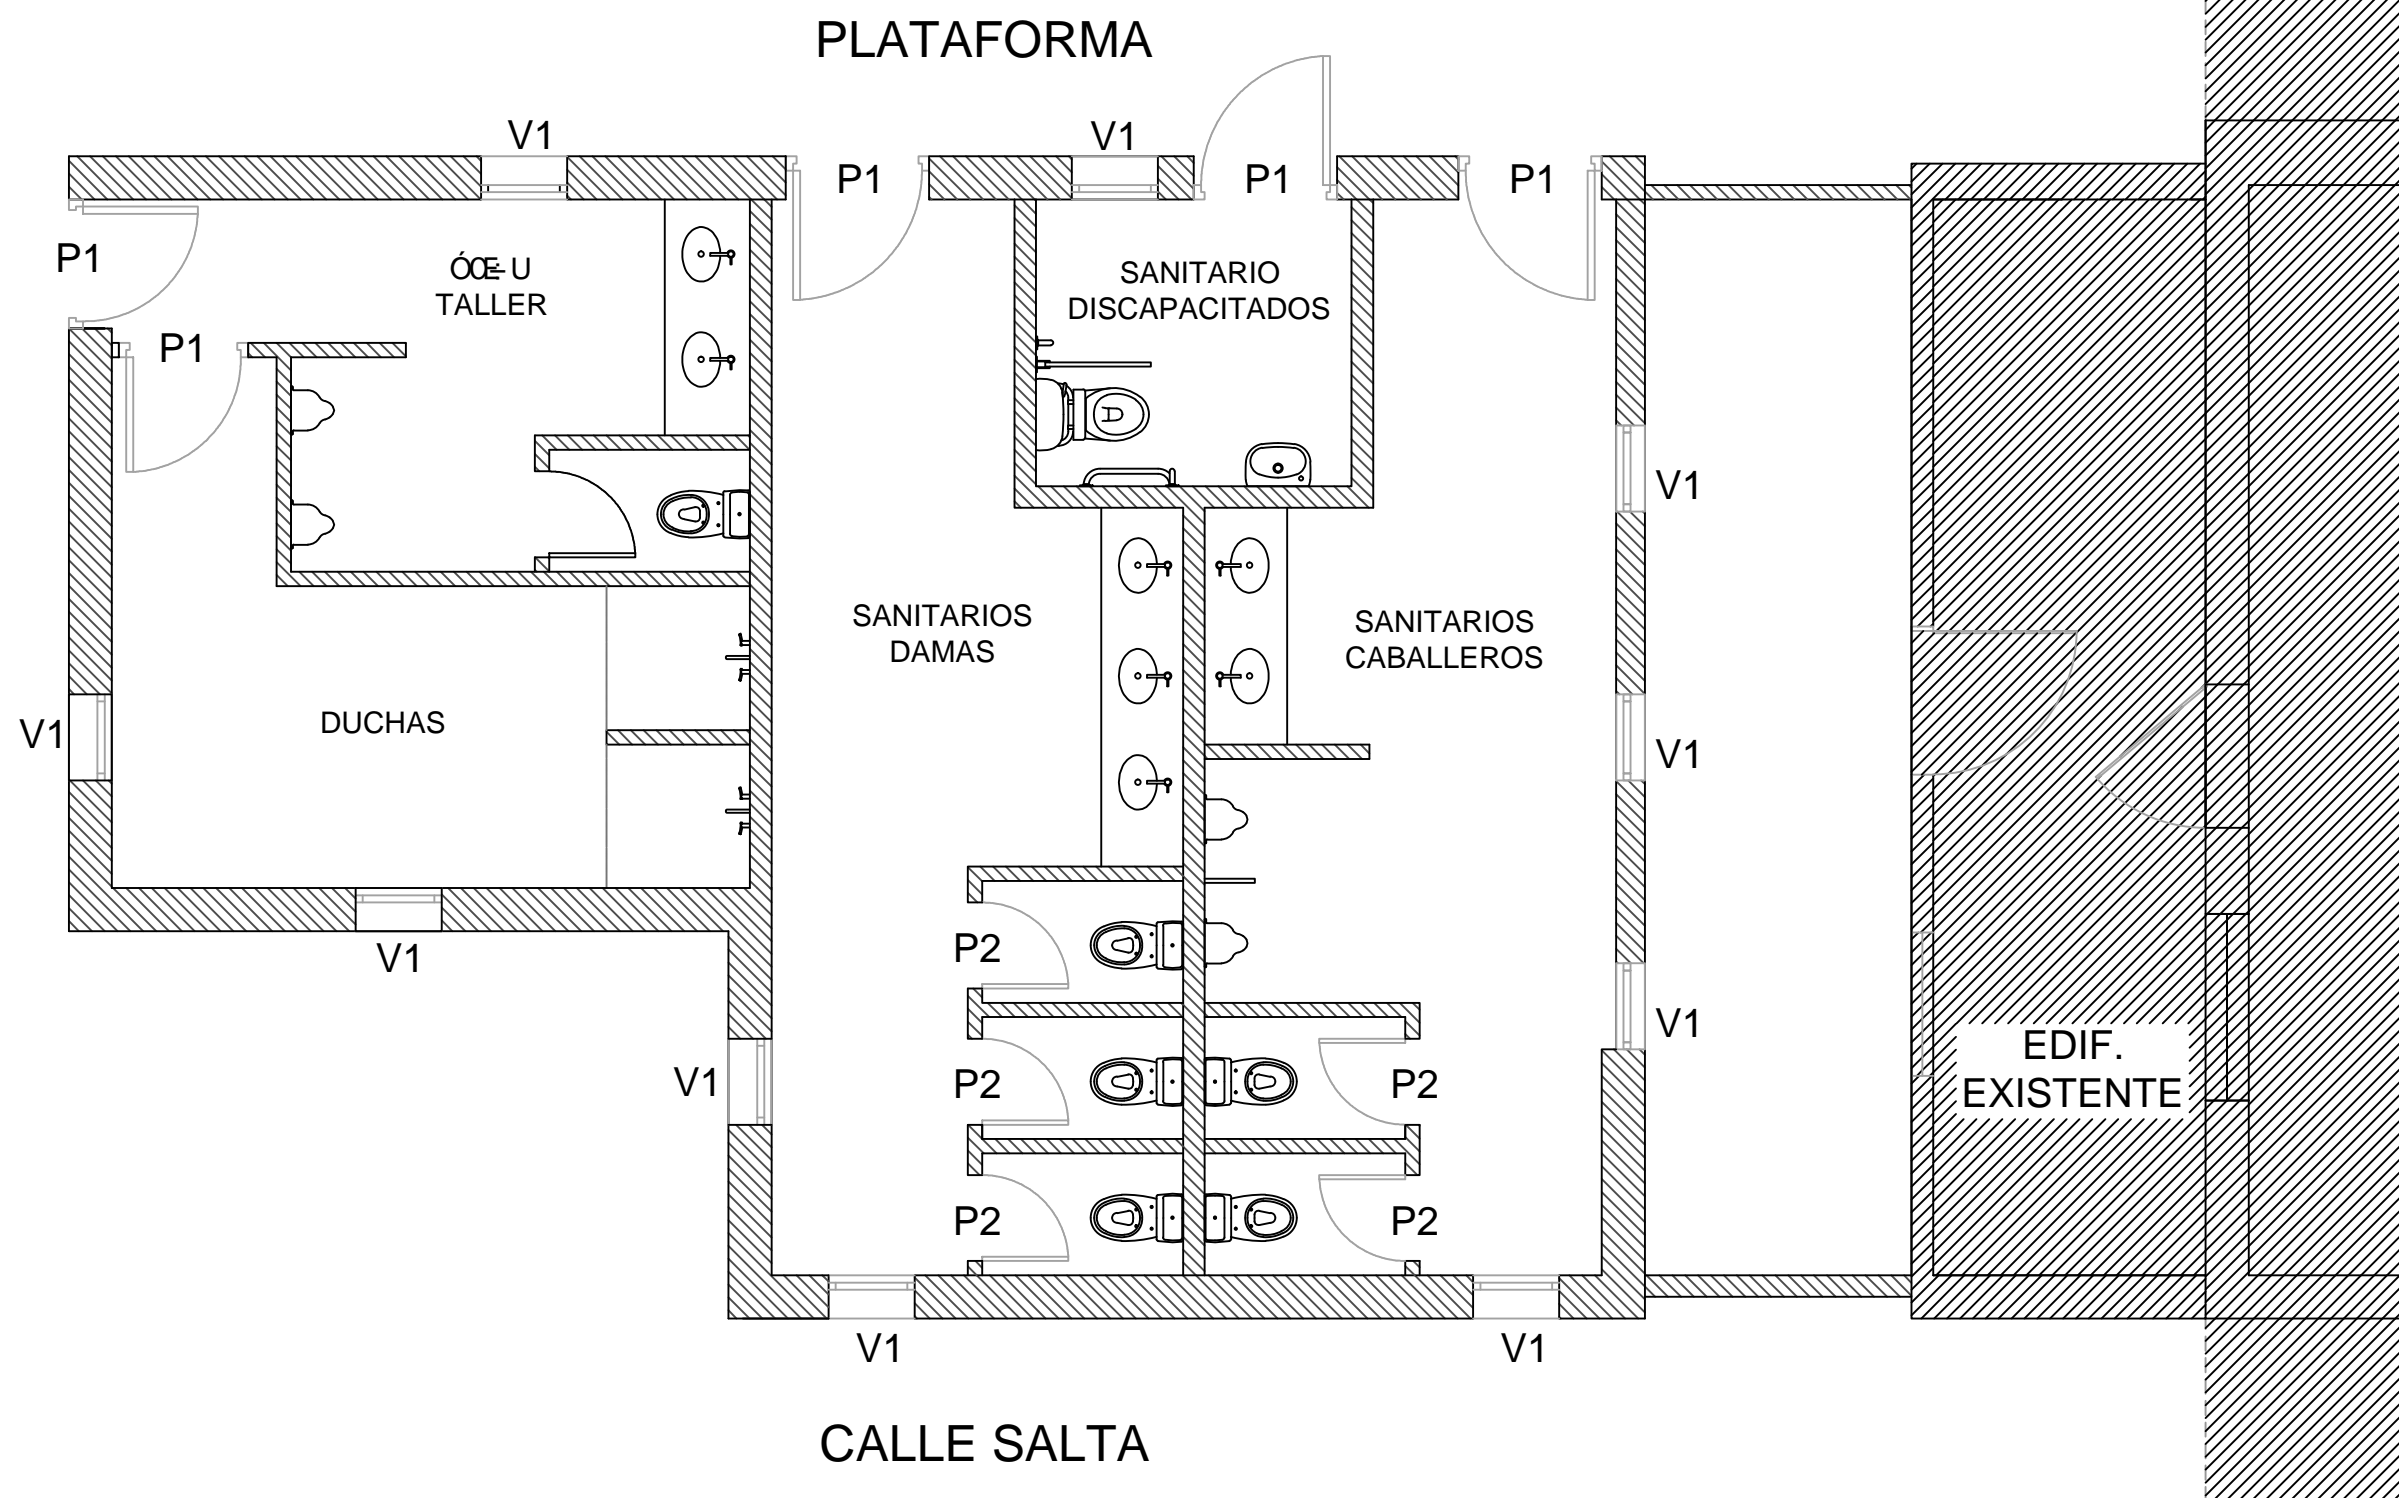 PLATAFORMA
V1
V1
P1
P1
P1
P1
SANITARIO
DISCAPACITADOS
TALLER
P1
V1
SANITARIOS
DAMAS
SANITARIOS
CABALLEROS
DUCHAS
V1
V1
P2
V1
V1
V1
P2
P2
EDIF.
EXISTENTE
P2
P2
V1
V1
CALLE SALTA